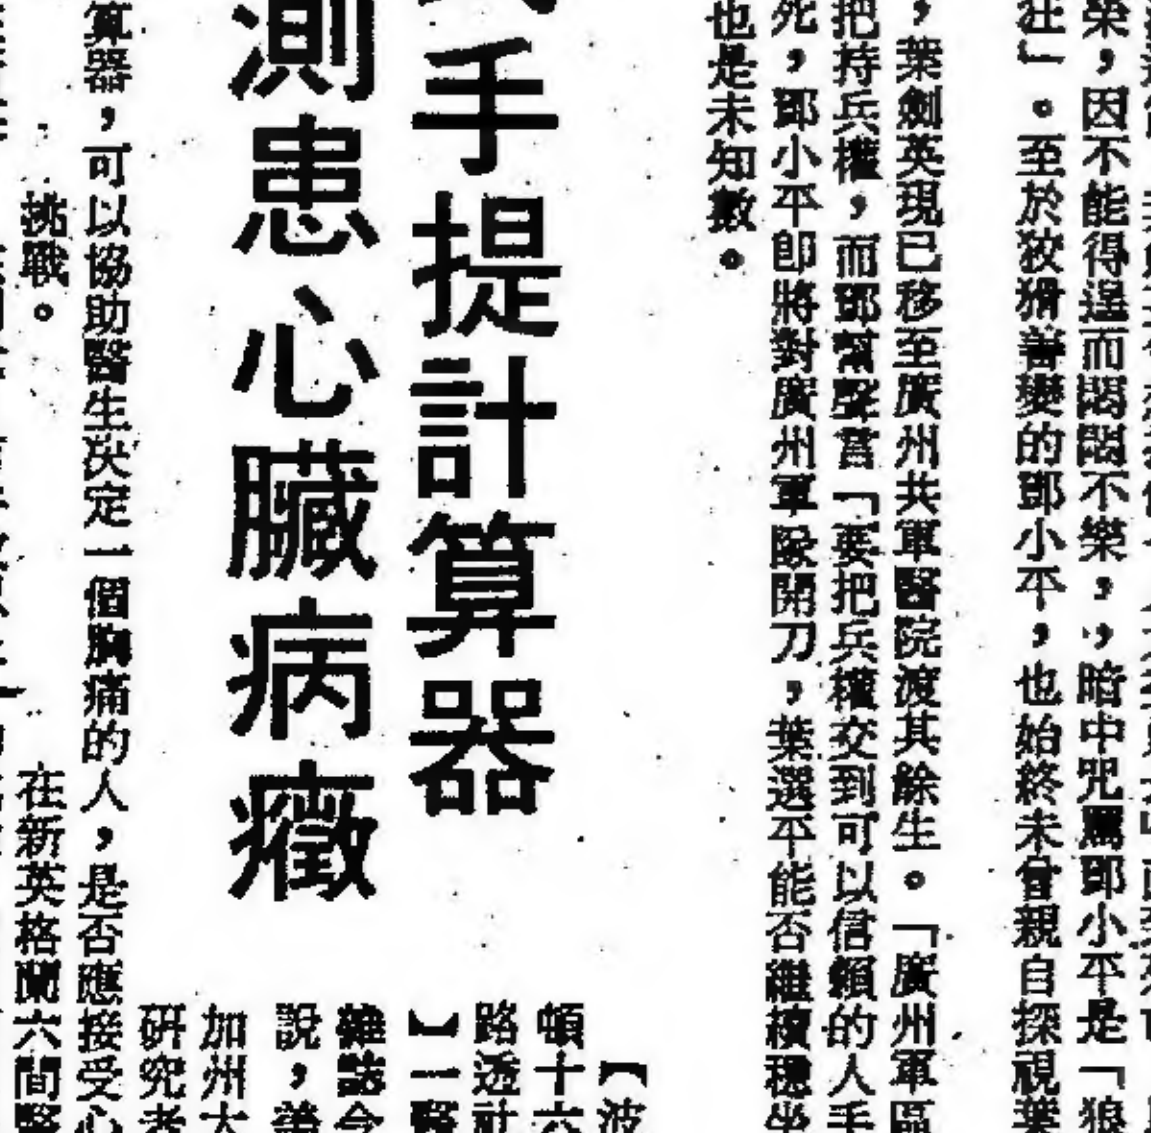 榮，因不能得逞而悶悶不樂，，暗中咒罵鄧小平是「狼
狂」。至於狡猾善變的鄧小平，也始終未曾親自探視葉
，葉劍英現已移至廣州共軍醫院渡其餘生。「廣州軍區
把持兵權，而鄧幫聲言「要把兵權交到可以信賴的人手
死，鄧小平即將對廣州軍隊開刀，葉選平能否繼續穩坐
也是未知數。
手提計算器
測患心臟病癥
【波
頓十六
路透社
】一醫
雜誌今
說，
加州大
研究者
算器，可以協助醫生决定一個胸痛的人，是否應接受心
挑戰。
在新英格蘭六間醫